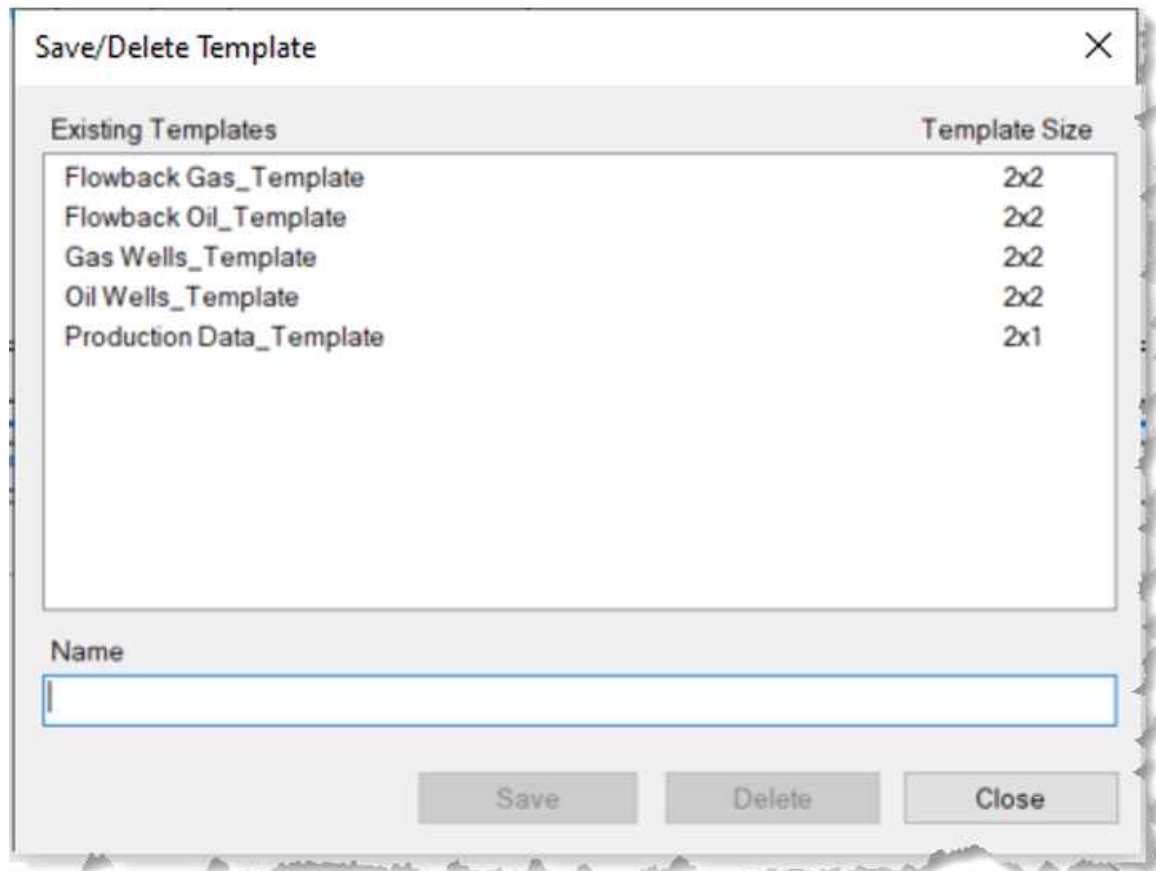 Save/Delete Template
Existing Templates Template Size
Flowback Gas_Template 2x2
Flowback Oil_Template 2x2
Gas Wells_Template 2x2
Oil Wells_Template 2x2
Production Data_Template 2x1
Name
Save Delete Close